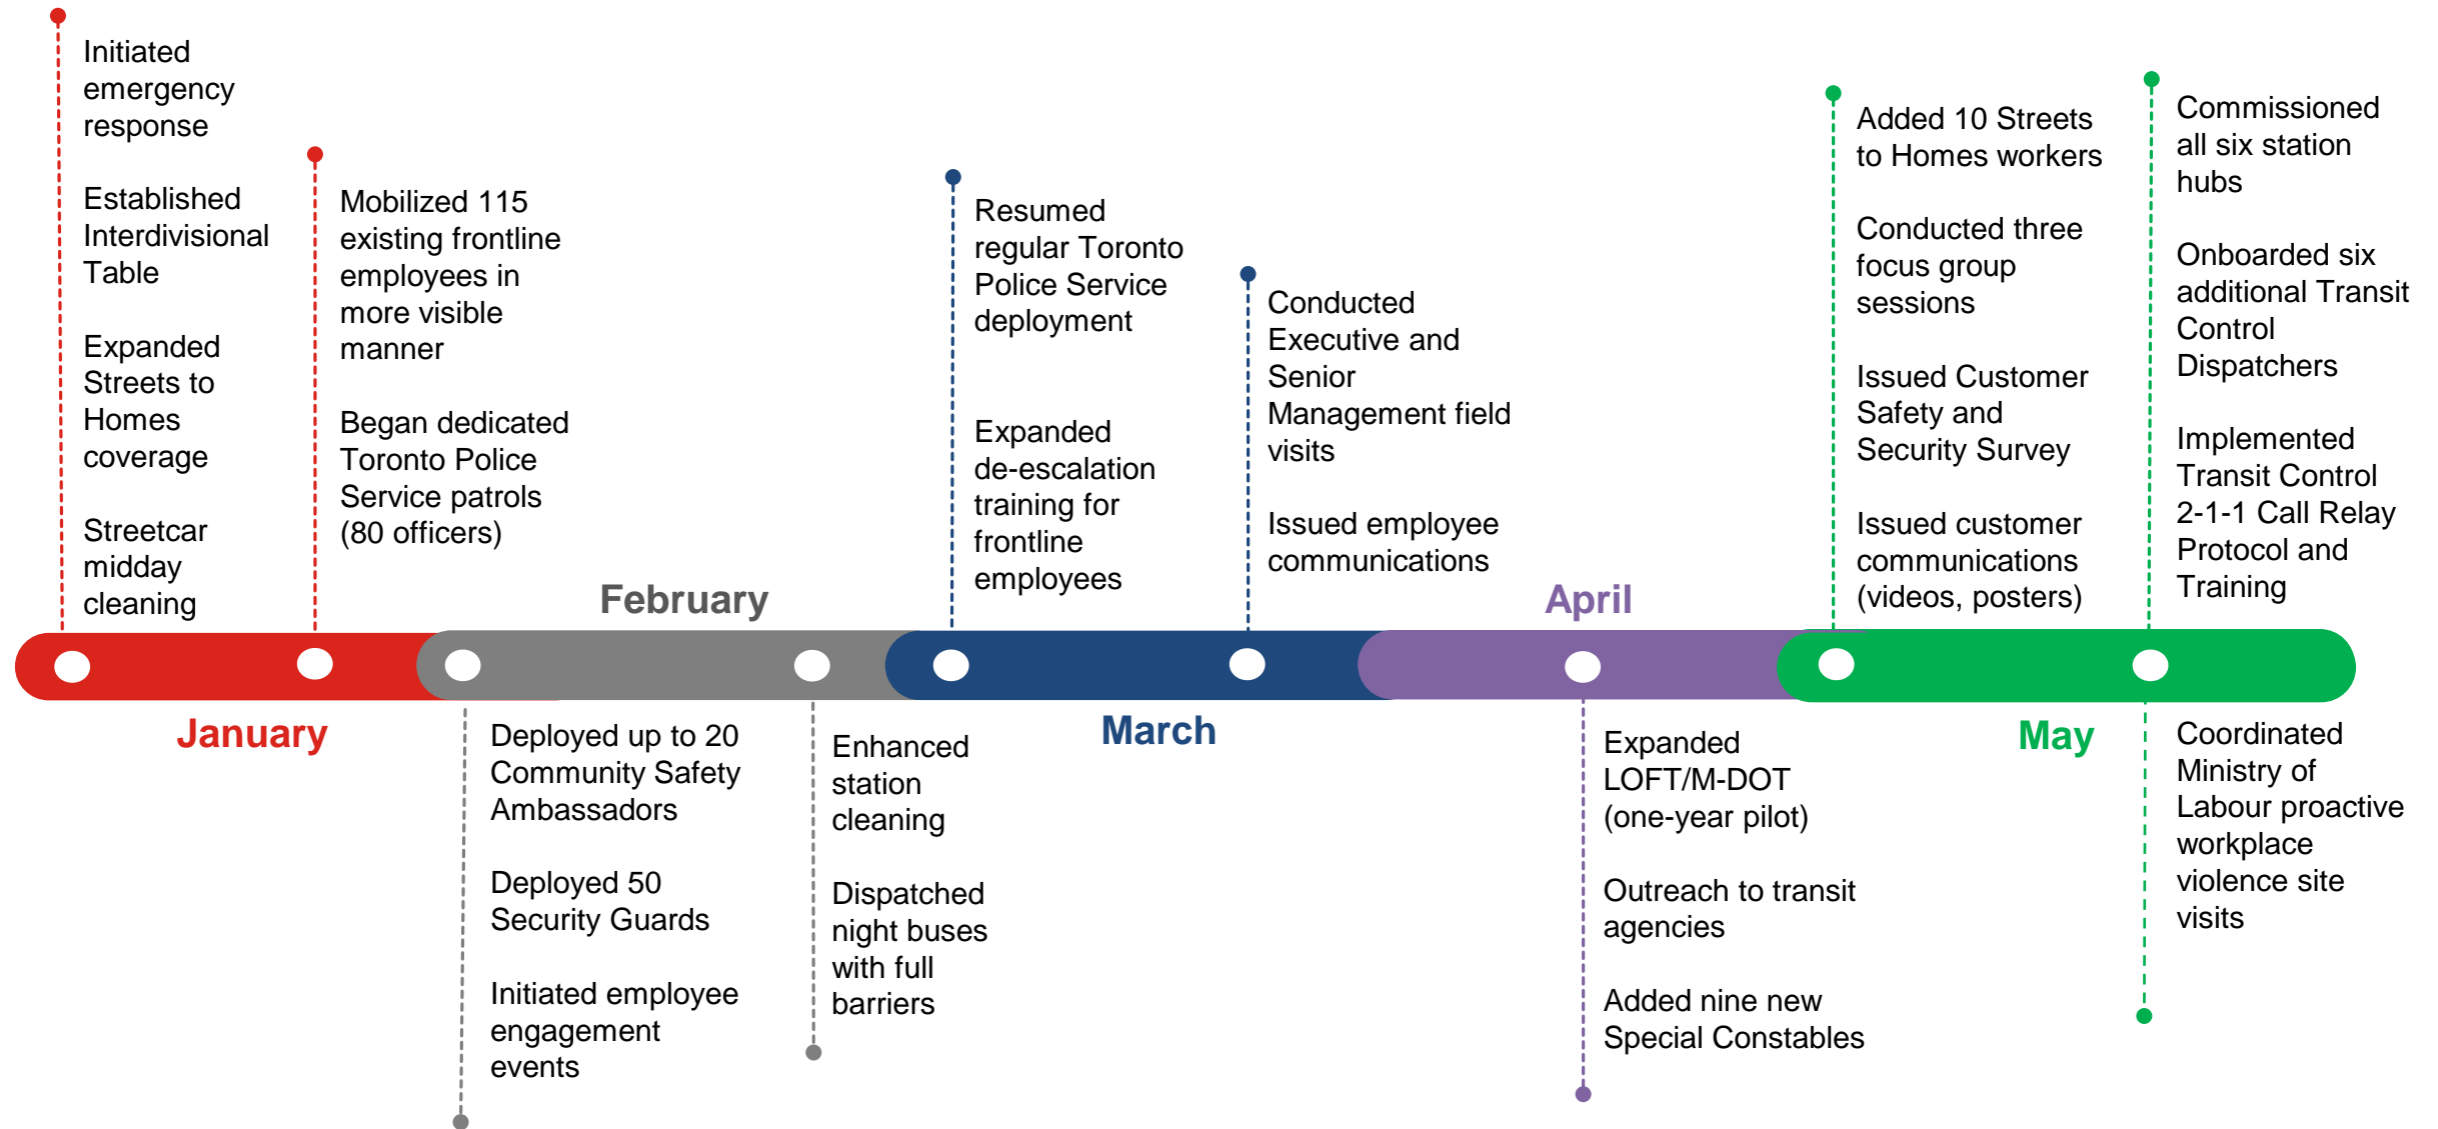 Initiated
emergency
response
Established
Interdivisional
Table
Expanded
Streets to
Homes
coverage
Streetcar
midday
cleaning
Mobilized 115
existing frontline
employees in
more visible
manner
Began dedicated
Toronto Police
Service patrols
(80 officers)
January
February
Deployed up to 20
Community Safety
Ambassadors
Deployed 50
Security Guards
Initiated employee
engagement
events
Enhanced
station
cleaning
Dispatched
night buses
with full
barriers
Resumed
regular Toronto
Police Service
deployment
Expanded
de-escalation
training for
frontline
employees
Conducted
Executive and
Senior
Management field
visits
Issued employee
communications
March
April
Expanded
LOFT/M-DOT
(one-year pilot)
Outreach to transit
agencies
Added nine new
Special Constables
Added 10 Streets
to Homes workers
Conducted three
focus group
sessions
Issued Customer
Safety and
Security Survey
Issued customer
communications
(videos, posters)
Commissioned
all six station
hubs
Onboarded six
additional Transit
Control
Dispatchers
Implemented
Transit Control
2-1-1 Call Relay
Protocol and
Training
May
Coordinated
Ministry of
Labour proactive
workplace
violence site
visits